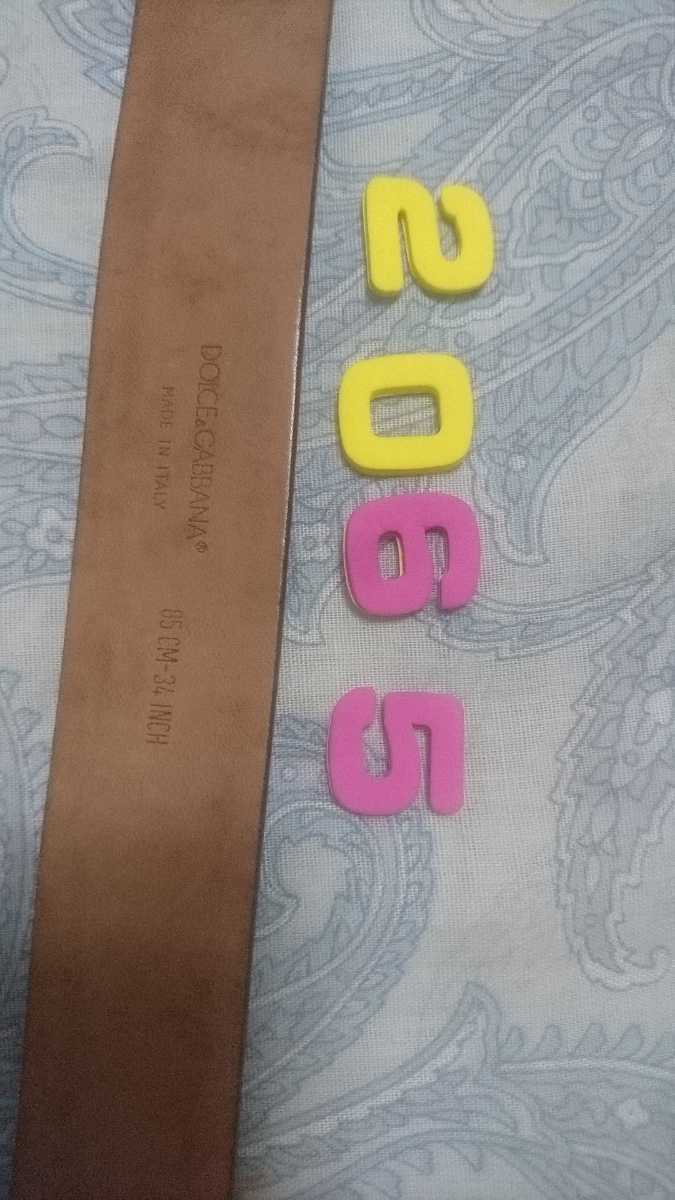 DOLCE&GABBANA®
MADE IN ITALY
85 CM-34 INCH
2065